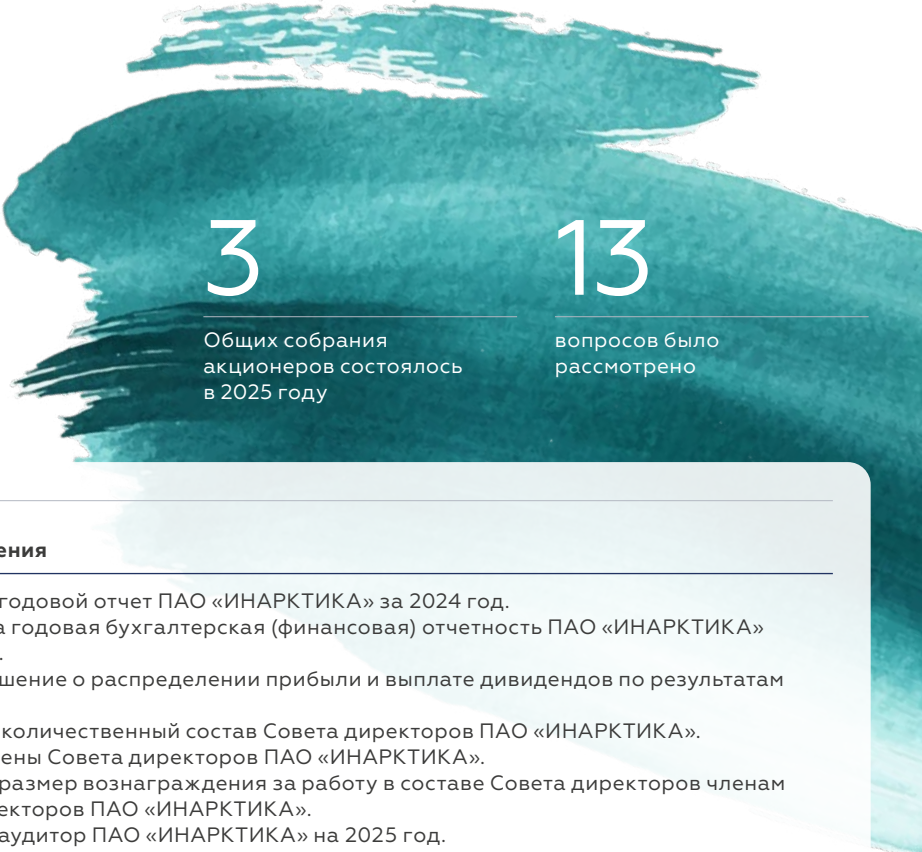 3
Общих собрания
акционеров состоялось
в 2025 году
13
вопросов было
рассмотрено
ения
годовой отчет ПАО «ИНАРКТИКА» за 2024 год.
а годовая бухгалтерская (финансовая) отчетность ПАО «ИНАРКТИКА»
.
шение о распределении прибыли и выплате дивидендов по результатам
количественный состав Совета директоров ПАО «ИНАРКТИКА».
ены Совета директоров ПАО «ИНАРКТИКА».
размер вознаграждения за работу в составе Совета директоров членам
екторов ПАО «ИНАРКТИКА».
аудитор ПАО «ИНАРКТИКА» на 2025 год.